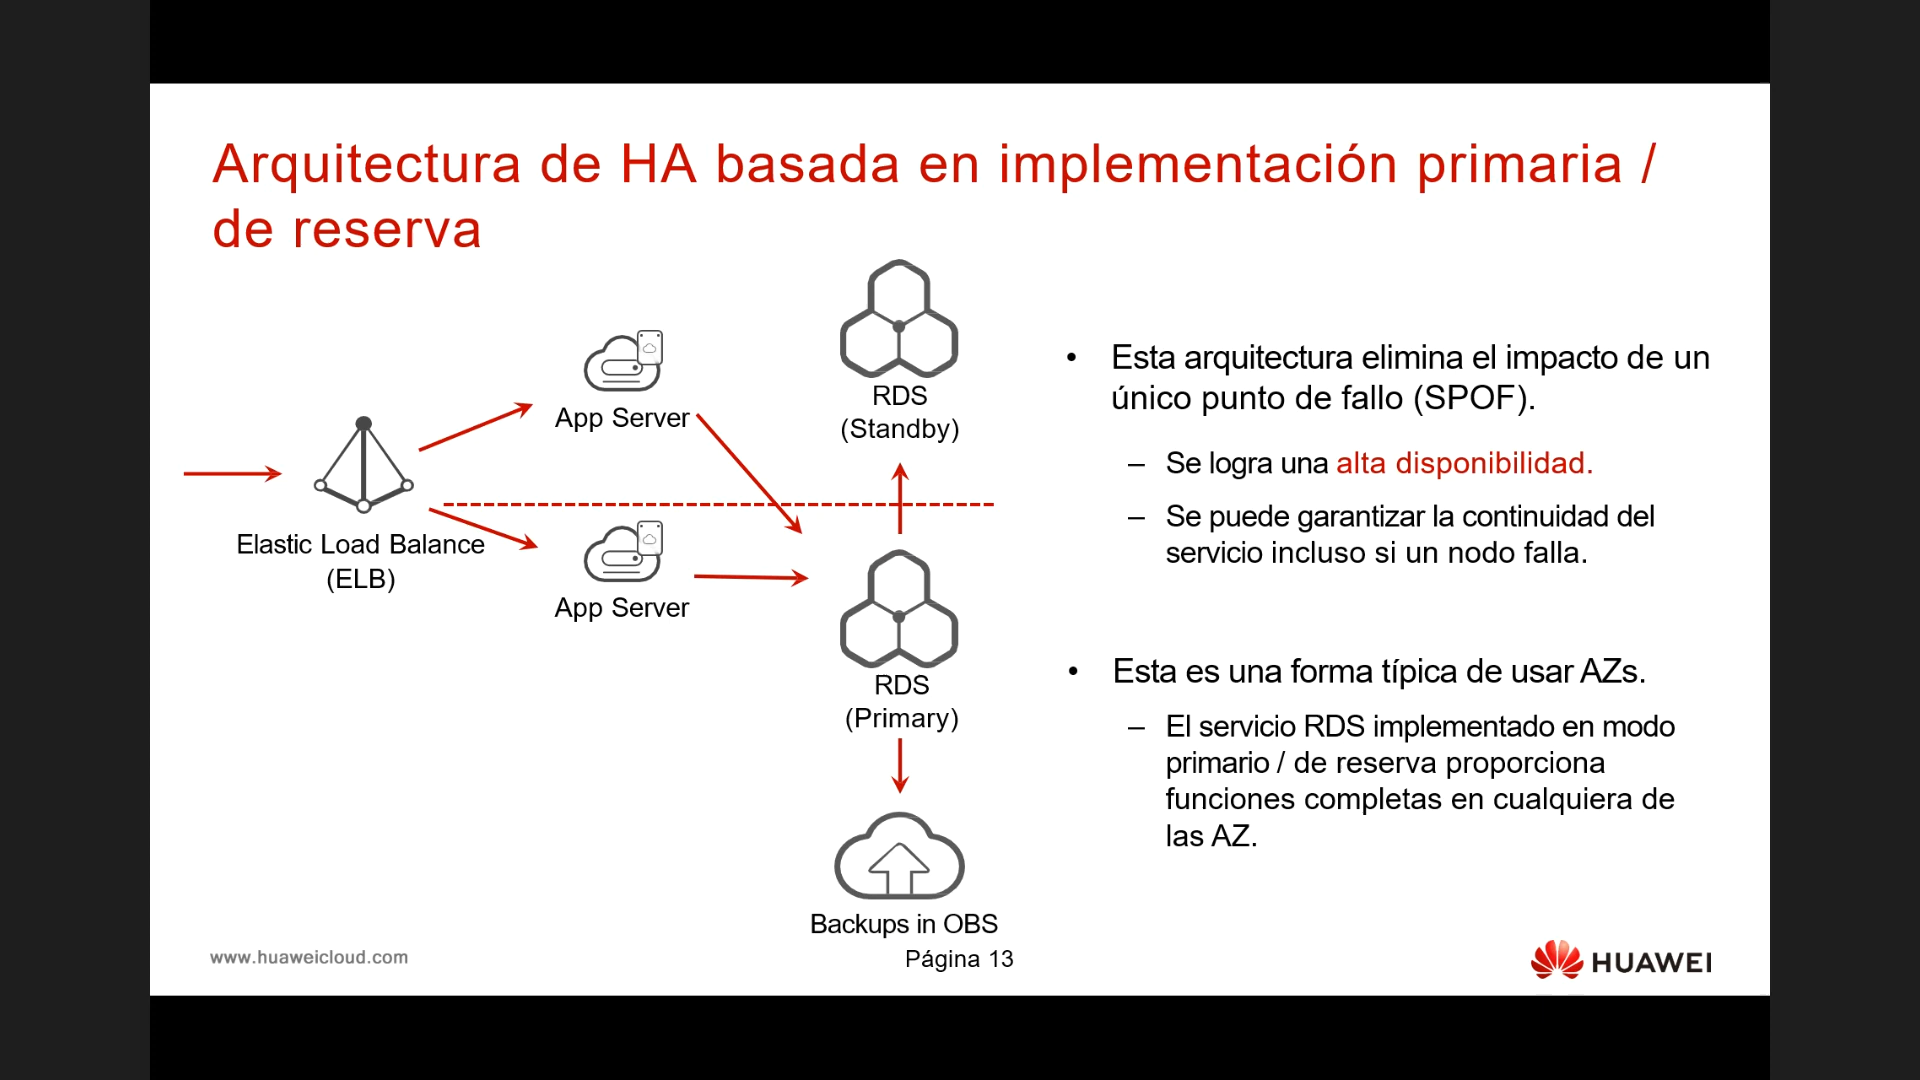 Arquitectura de HA basada en implementación primaria /
de reserva
App Server
RDS
(Standby)
Elastic Load Balance
(ELB)
App Server
RDS
(Primary)
Backups in OBS
• Esta arquitectura elimina el impacto de un
único punto de fallo (SPOF).
– Se logra una alta disponibilidad.
– Se puede garantizar la continuidad del
servicio incluso si un nodo falla.
• Esta es una forma típica de usar AZs.
– El servicio RDS implementado en modo
primario / de reserva proporciona
funciones completas en cualquiera de
las AZ.
www.huaweicloud.com
Página 13
HUAWEI